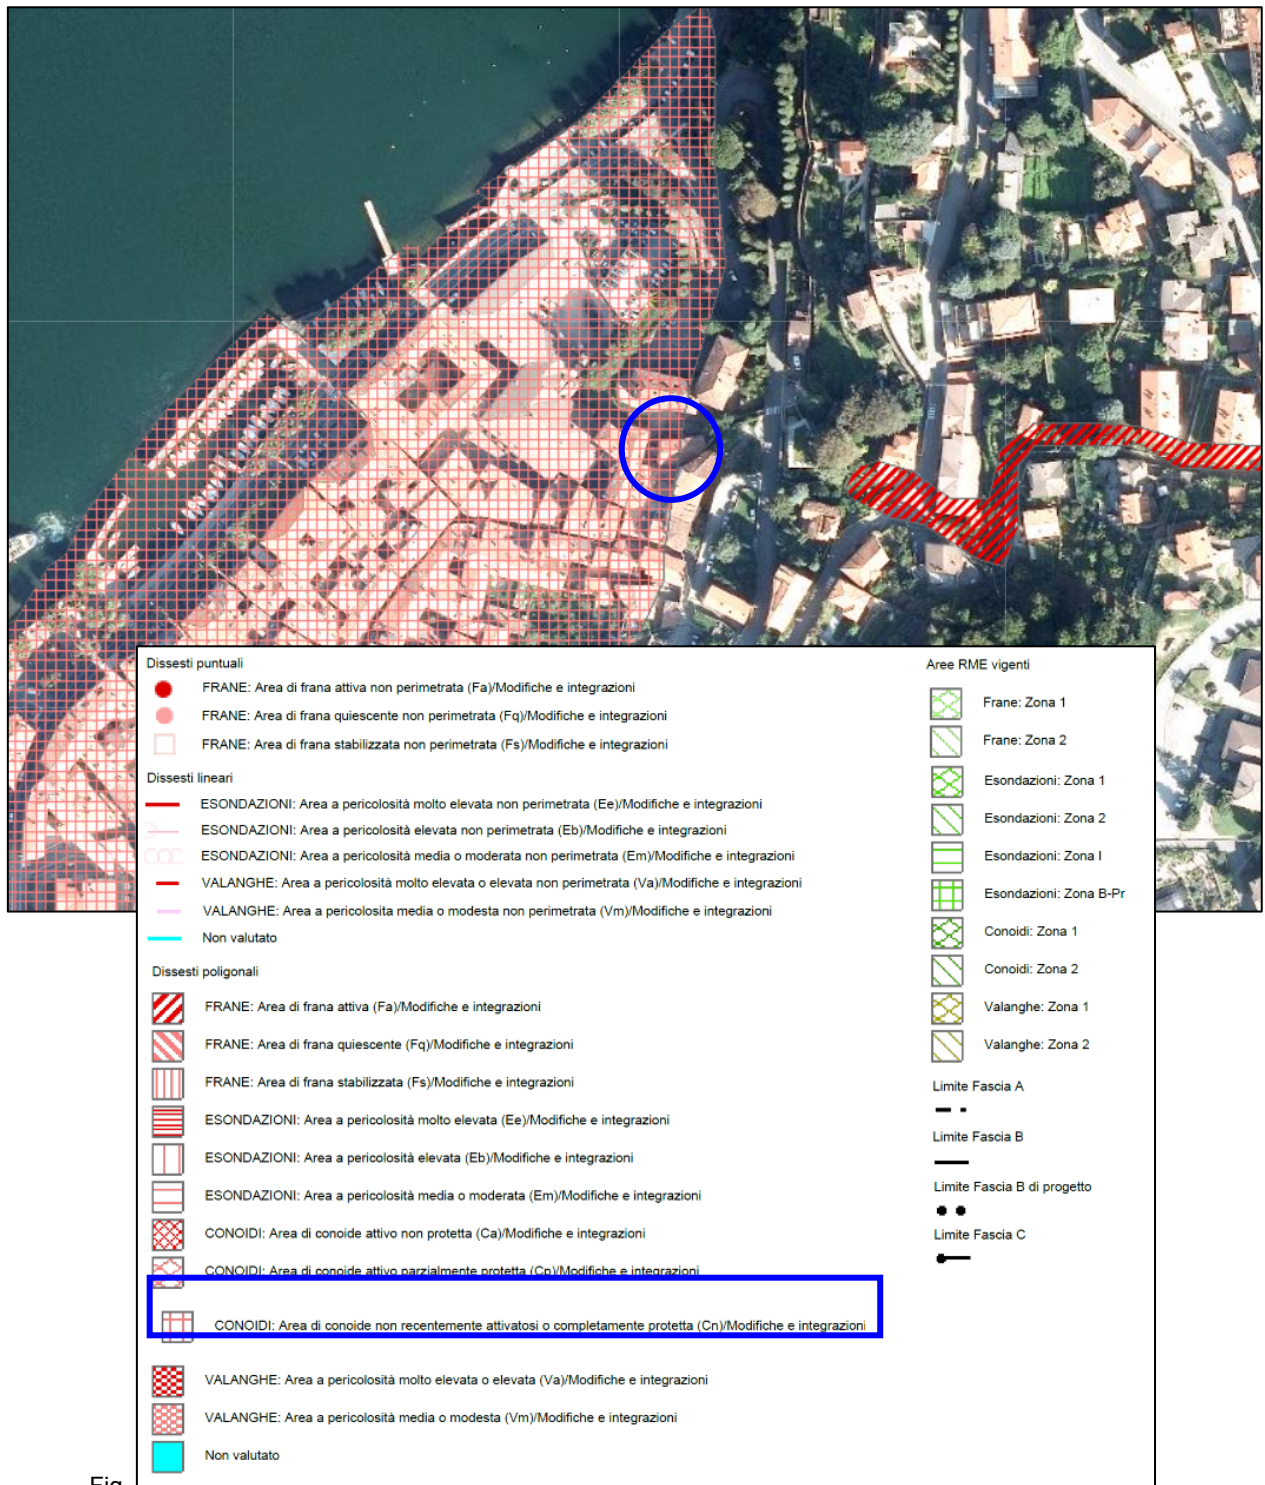 Dissesti puntuali
FRANE: Area di frana attiva non perimetrata (Fa)/Modifiche e integrazioni
FRANE: Area di frana quiescente non perimetrata (Fq)/Modifiche e integrazioni
FRANE: Area di frana stabilizzata non perimetrata (Fs)/Modifiche e integrazioni
Dissesti lineari
ESONDAZIONI: Area a pericolosità molto elevata non perimetrata (Ee)/Modifiche e integrazioni
ESONDAZIONI: Area a pericolosità elevata non perimetrata (Eb)/Modifiche e integrazioni
ESONDAZIONI: Area a pericolosità media o moderata non perimetrata (Em)/Modifiche e integrazioni
VALANGHE: Area a pericolosità molto elevata o elevata non perimetrata (Va)/Modifiche e integrazioni
VALANGHE: Area a pericolosita media o modesta non perimetrata (Vm)/Modifiche e integrazioni
Non valutato
Dissesti poligonali
FRANE: Area di frana attiva (Fa)/Modifiche e integrazioni
FRANE: Area di frana quiescente (Fq)/Modifiche e integrazioni
FRANE: Area di frana stabilizzata (Fs)/Modifiche e integrazioni
ESONDAZIONI: Area a pericolosità molto elevata (Ee)/Modifiche e integrazioni
ESONDAZIONI: Area a pericolosità elevata (Eb)/Modifiche e integrazioni
ESONDAZIONI: Area a pericolosità media o moderata (Em)/Modifiche e integrazioni
CONOIDI: Area di conoide attivo non protetta (Ca)/Modifiche e integrazioni
CONOIDI: Area di conoide attivo parzialmente protetta (Cp)/Modifiche e integrazioni
CONOIDI: Area di conoide non recentemente attivatosi o completamente protetta (Cn)/Modifiche e integrazioni
VALANGHE: Area a pericolosità molto elevata o elevata (Va)/Modifiche e integrazioni
VALANGHE: Area a pericolosità media o modesta (Vm)/Modifiche e integrazioni
Non valutato
Aree RME vigenti
Frane: Zona 1
Frane: Zona 2
Esondazioni: Zona 1
Esondazioni: Zona 2
Esondazioni: Zona I
Esondazioni: Zona B-Pr
Conoidi: Zona 1
Conoidi: Zona 2
Valanghe: Zona 1
Valanghe: Zona 2
Limite Fascia A
Limite Fascia B
Limite Fascia B di progetto
Limite Fascia C
Fig